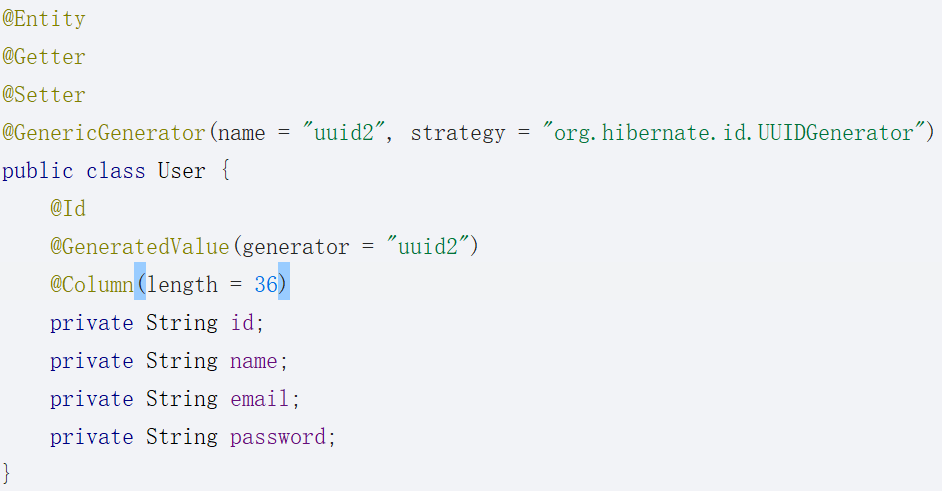 @Entity
@Getter
@Setter
@GenericGenerator(name = "uuid2", strategy = "org.hibernate.id.UUIDGenerator")
public class User {
    @Id
    @GeneratedValue(generator = "uuid2")
    @Column(length = 36)
    private String id;
    private String name;
    private String email;
    private String password;
}